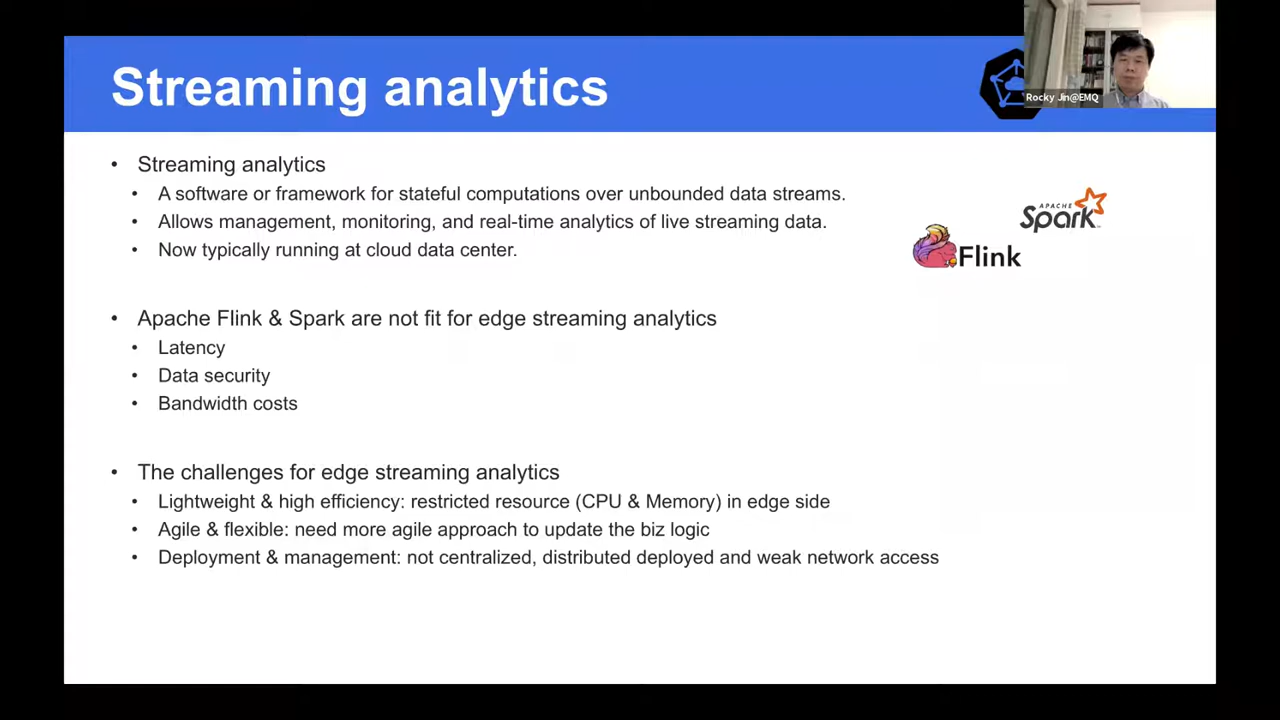 Streaming analytics
Rocky Jin@EMQ
• Streaming analytics
• A software or framework for stateful computations over unbounded data streams.
• Allows management, monitoring, and real-time analytics of live streaming data.
• Now typically running at cloud data center.
APACHE
Spark
Flink
• Apache Flink & Spark are not fit for edge streaming analytics
• Latency
• Data security
• Bandwidth costs
• The challenges for edge streaming analytics
• Lightweight & high efficiency: restricted resource (CPU & Memory) in edge side
• Agile & flexible: need more agile approach to update the biz logic
• Deployment & management: not centralized, distributed deployed and weak network access